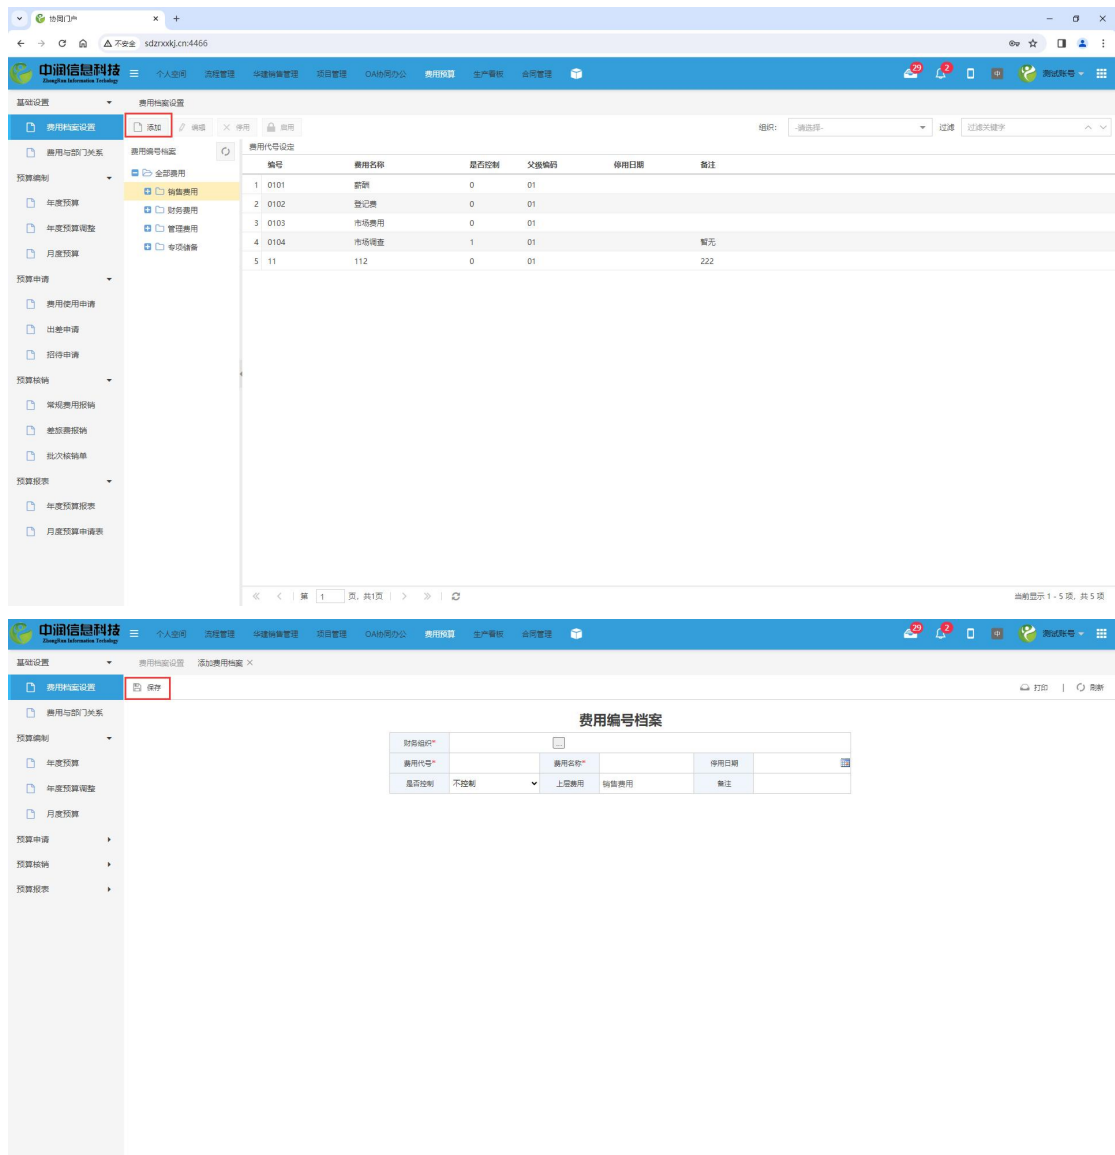 协同门户
不安全 sdzrxxkj.cn:4466
中润信息科技 个人空间 流程管理 华建销售管理 项目管理 OA协同办公 费用预算 生产看板 合同管理 29 2 中 测试账号
ZhongRun Information Technology
基础设置 费用档案设置
费用档案设置 添加 编辑 停用 启用 组织: -请选择- 过滤 过滤关键字
费用与部门关系 费用编号档案 费用代号设定
编号 费用名称 是否控制 父级编码 停用日期 备注
预算编制 全部费用
销售费用 1 0101 薪酬 0 01
年度预算 财务费用 2 0102 登记费 0 01
年度预算调整 管理费用 3 0103 市场费用 0 01
月度预算 专项储备 4 0104 市场调查 1 01 暂无
5 11 112 0 01 222
预算申请
费用使用申请
出差申请
招待申请
预算核销
常规费用报销
差旅费报销
批次核销单
预算报表
年度预算报表
月度预算申请表
第 1 页, 共1页 当前显示 1 - 5 项, 共 5 项
中润信息科技 个人空间 流程管理 华建销售管理 项目管理 OA协同办公 费用预算 生产看板 合同管理 29 2 中 测试账号
ZhongRun Information Technology
基础设置 费用档案设置 添加费用档案
费用档案设置 保存 打印 | 刷新
费用与部门关系 费用编号档案
预算编制 财务组织* ...
年度预算 费用代号* 费用名称* 停用日期
年度预算调整 是否控制 不控制 上层费用 销售费用 备注
月度预算
预算申请
预算核销
预算报表